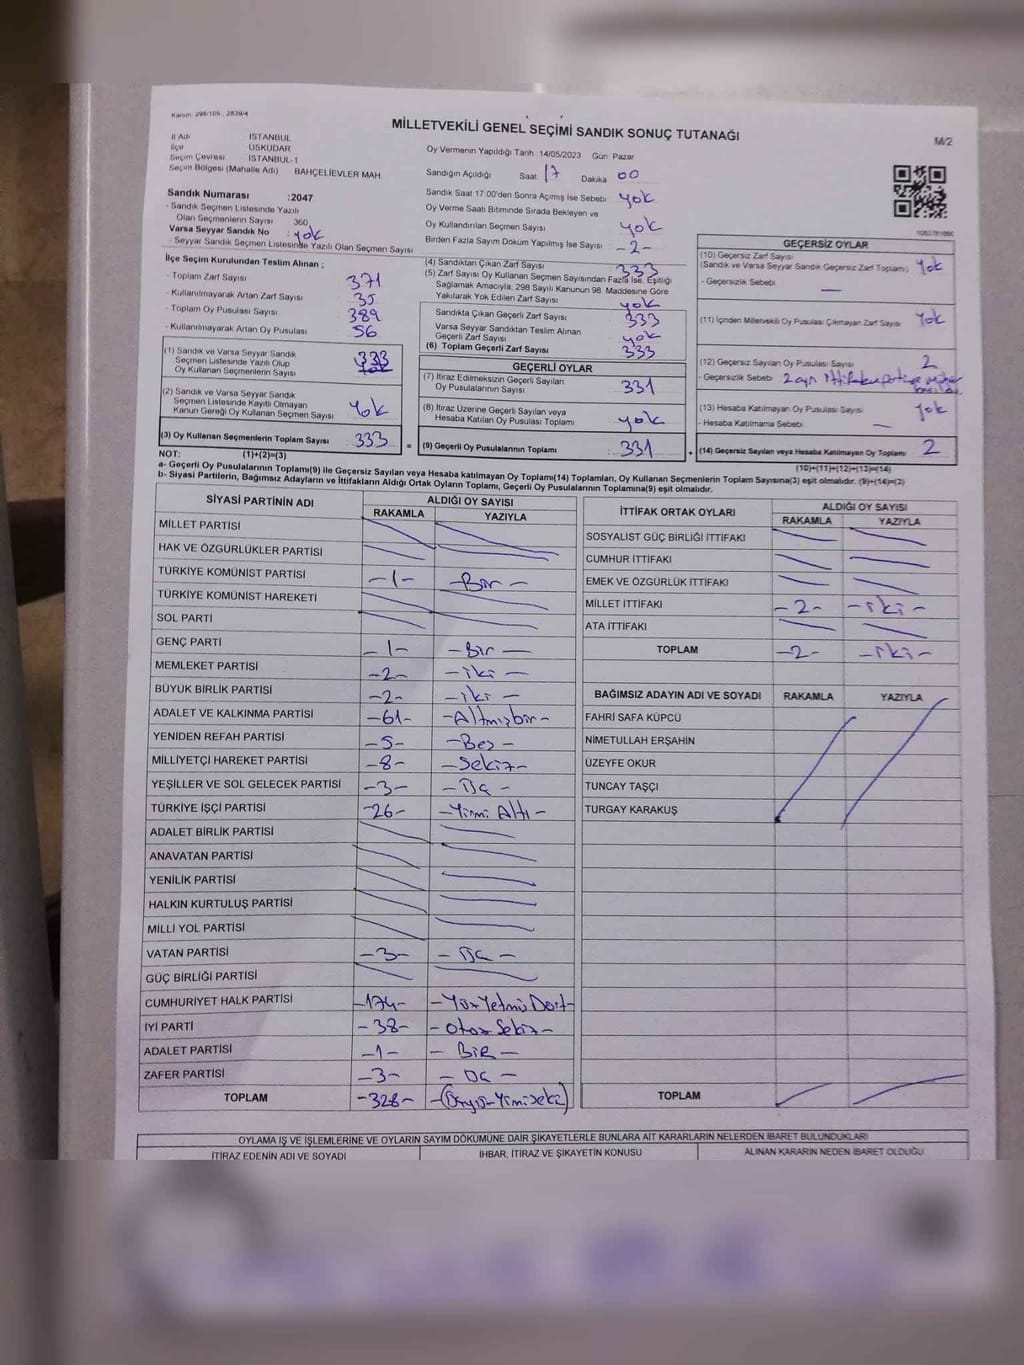 Kanun: 298/105 , 2839/4
MİLLETVEKİLİ GENEL SEÇİMİ SANDIK SONUÇ TUTANAĞI
M/2
İl Adı İSTANBUL
İlçe ÜSKÜDAR
Seçim Çevresi İSTANBUL-1
Seçim Bölgesi (Mahalle Adı) BAHÇELİEVLER MAH
Oy Vermenin Yapıldığı Tarih 14/05/2023 Gün Pazar
Sandığın Açıldığı Saat 17 Dakika 00
Sandık Numarası :2047
- Sandık Seçmen Listesinde Yazılı
Olan Seçmenlerin Sayısı 360
Varsa Seyyar Sandık No : yok
- Seyyar Sandık Seçmen Listesinde Yazılı Olan Seçmen Sayısı
Sandık Saat 17.00'den Sonra Açılmış İse Sebebi yok
Oy Verme Saati Bitiminde Sırada Bekleyen ve
Oy Kullandırılan Seçmen Sayısı yok
Birden Fazla Sayım Döküm Yapılmış İse Sayısı -2-
İlçe Seçim Kurulundan Teslim Alınan ;
- Toplam Zarf Sayısı 371
- Kullanılmayarak Artan Zarf Sayısı 35
- Toplam Oy Pusulası Sayısı 389
- Kullanılmayarak Artan Oy Pusulası 56
(1) Sandık ve Varsa Seyyar Sandık
Seçmen Listesinde Yazılı Olup
Oy Kullanan Seçmenlerin Sayısı 333
(2) Sandık ve Varsa Seyyar Sandık
Seçmen Listesinde Kayıtlı Olmayan
Kanun Gereği Oy Kullanan Seçmen Sayısı Yok
(3) Oy Kullanan Seçmenlerin Toplam Sayısı 333 =
(4) Sandıktan Çıkan Zarf Sayısı 333
(5) Zarf Sayısı Oy Kullanan Seçmen Sayısından Fazla İse, Eşitliği
Sağlamak Amacıyla, 298 Sayılı Kanunun 98. Maddesine Göre
Yakılarak Yok Edilen Zarf Sayısı yok
Sandıkta Çıkan Geçerli Zarf Sayısı 333
Varsa Seyyar Sandıktan Teslim Alınan
Geçerli Zarf Sayısı yok
(6) Toplam Geçerli Zarf Sayısı 333
GEÇERLİ OYLAR
(7) İtiraz Edilmeksizin Geçerli Sayılan
Oy Pusulalarının Sayısı 331
(8) İtiraz Üzerine Geçerli Sayılan veya
Hesaba Katılan Oy Pusulası Toplamı yok
(9) Geçerli Oy Pusulalarının Toplamı : 331 +
GEÇERSİZ OYLAR
(10) Geçersiz Zarf Sayısı
(Sandık ve Varsa Seyyar Sandık Geçersiz Zarf Toplamı) Yok
- Geçersizlik Sebebi : —
(11) İçinden Milletvekili Oy Pusulası Çıkmayan Zarf Sayısı Yok
(12) Geçersiz Sayılan Oy Pusulası Sayısı 2
- Geçersizlik Sebebi : 2 ayrı
(13) Hesaba Katılmayan Oy Pusulası Sayısı yok
- Hesaba Katılmama Sebebi : —
(14) Geçersiz Sayılan veya Hesaba Katılmayan Oy Toplamı 2
NOT: (1)+(2)=(3)
(10)+(11)+(12)+(13)=(14)
a- Geçerli Oy Pusulalarının Toplamı(9) ile Geçersiz Sayılan veya Hesaba katılmayan Oy Toplamı(14) Toplamları, Oy Kullanan Seçmenlerin Toplam Sayısına(3) eşit olmalıdır. (9)+(14)=(3)
b- Siyasi Partilerin, Bağımsız Adayların ve İttifakların Aldığı Ortak Oyların Toplamı, Geçerli Oy Pusulalarının Toplamına(9) eşit olmalıdır.
SİYASİ PARTİNİN ADI ALDIĞI OY SAYISI
RAKAMLA YAZIYLA
MİLLET PARTİSİ
HAK VE ÖZGÜRLÜKLER PARTİSİ
TÜRKİYE KOMÜNİST PARTİSİ -1- -Bir-
TÜRKİYE KOMÜNİST HAREKETİ
SOL PARTİ
GENÇ PARTİ -1- -Bir-
MEMLEKET PARTİSİ -2- -iki-
BÜYÜK BİRLİK PARTİSİ -2- -iki-
ADALET VE KALKINMA PARTİSİ -61- -Altmışbir-
YENİDEN REFAH PARTİSİ -5- -Beş-
MİLLİYETÇİ HAREKET PARTİSİ -8- -Sekiz-
YEŞİLLER VE SOL GELECEK PARTİSİ -3- -Üç-
TÜRKİYE İŞÇİ PARTİSİ -26- -Yirmi Altı-
ADALET BİRLİK PARTİSİ
ANAVATAN PARTİSİ
YENİLİK PARTİSİ
HALKIN KURTULUŞ PARTİSİ
MİLLİ YOL PARTİSİ
VATAN PARTİSİ -3- -Üç-
GÜÇ BİRLİĞİ PARTİSİ
CUMHURİYET HALK PARTİSİ -174- -Yüz Yetmiş Dört-
İYİ PARTİ -38- -Otuz Sekiz-
ADALET PARTİSİ -1- -BİR-
ZAFER PARTİSİ -3- -ÜÇ-
TOPLAM -328- -(Üçyüz Yirmisekiz)
İTTİFAK ORTAK OYLARI ALDIĞI OY SAYISI
RAKAMLA YAZIYLA
SOSYALİST GÜÇ BİRLİĞİ İTTİFAKI
CUMHUR İTTİFAKI
EMEK VE ÖZGÜRLÜK İTTİFAKI
MİLLET İTTİFAKI -2- -iki-
ATA İTTİFAKI
TOPLAM -2- -iki-
BAĞIMSIZ ADAYIN ADI VE SOYADI RAKAMLA YAZIYLA
FAHRİ SAFA KÜPCÜ
NİMETULLAH ERŞAHİN
ÜZEYFE OKUR
TUNCAY TAŞÇI
TURGAY KARAKUŞ
TOPLAM
OYLAMA İŞ VE İŞLEMLERİNE VE OYLARIN SAYIM DÖKÜMÜNE DAİR ŞİKAYETLERLE BUNLARA AİT KARARLARIN NELERDEN İBARET BULUNDUKLARI
İTİRAZ EDENİN ADI VE SOYADI İHBAR, İTİRAZ VE ŞİKAYETİN KONUSU ALINAN KARARIN NEDEN İBARET OLDUĞU